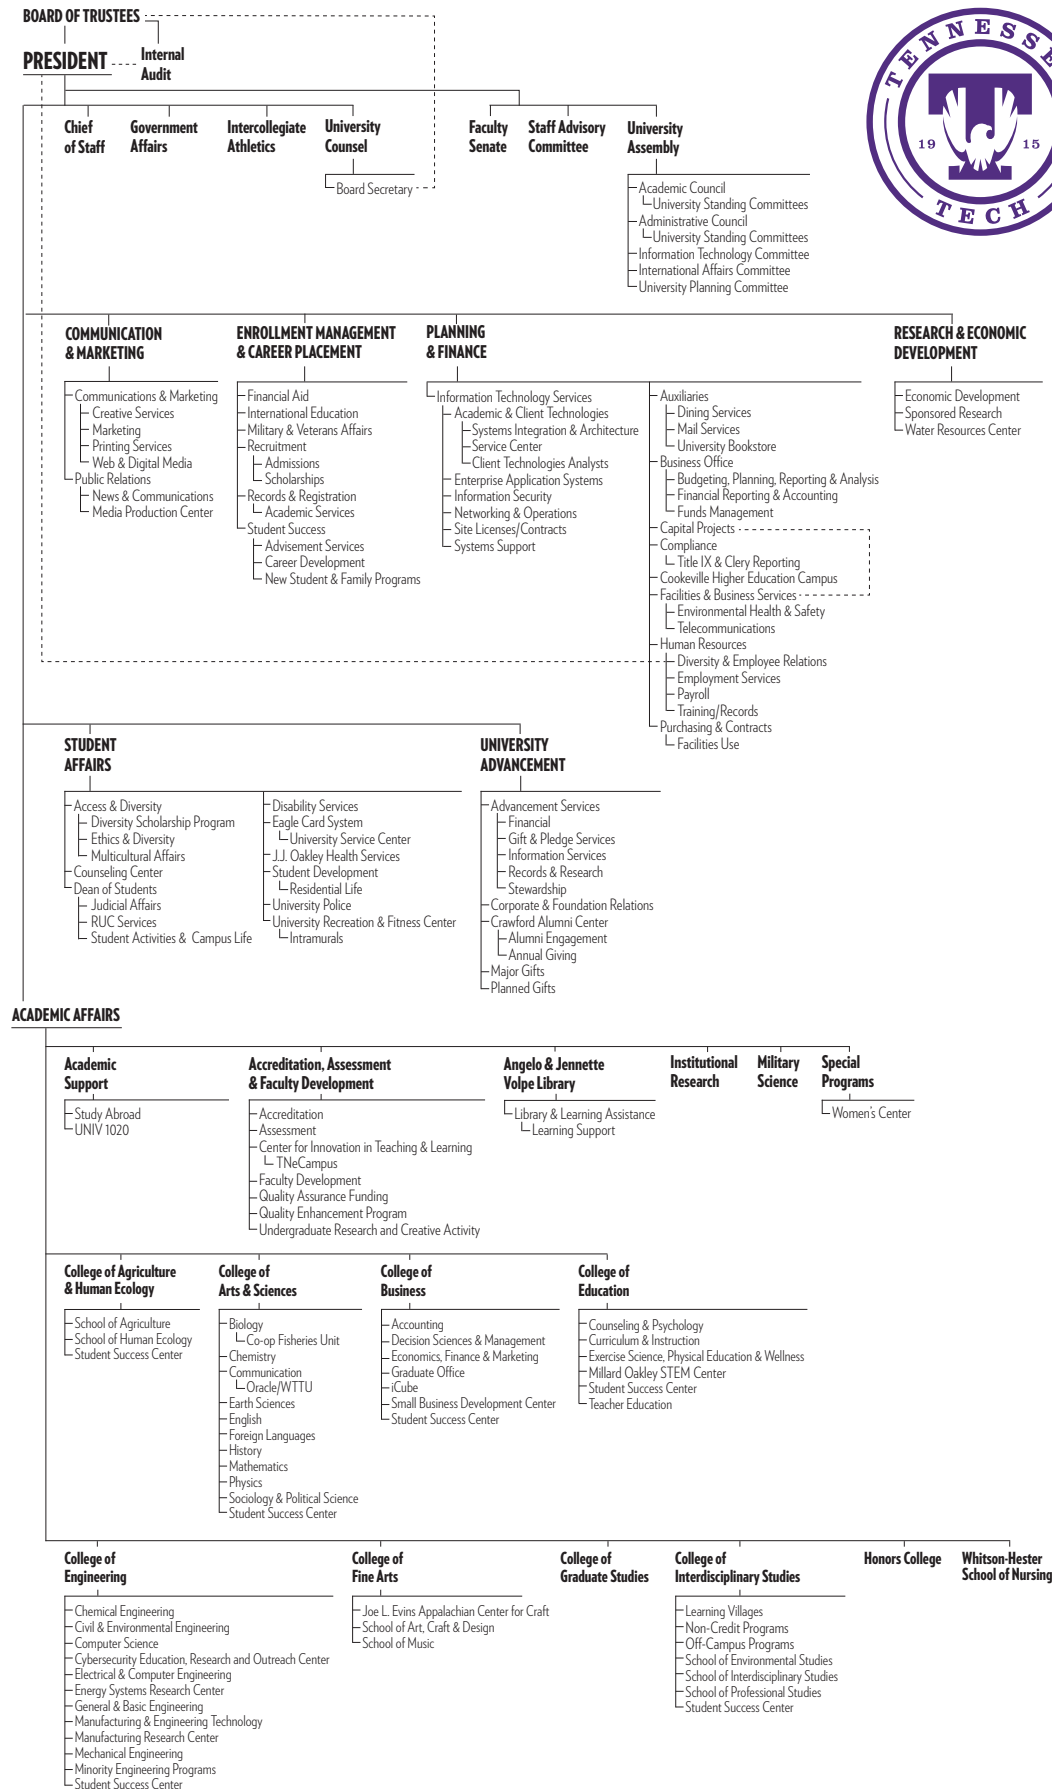 BOARD OF TRUSTEES
PRESIDENT
Internal
Audit
TENNESSEE
19 15
TECH
Chief
of Staff
Government
Affairs
Intercollegiate
Athletics
University
Counsel
Board Secretary
Faculty
Senate
Staff Advisory
Committee
University
Assembly
Academic Council
University Standing Committees
Administrative Council
University Standing Committees
Information Technology Committee
International Affairs Committee
University Planning Committee
COMMUNICATION
& MARKETING
Communications & Marketing
Creative Services
Marketing
Printing Services
Web & Digital Media
Public Relations
News & Communications
Media Production Center
ENROLLMENT MANAGEMENT
& CAREER PLACEMENT
Financial Aid
International Education
Military & Veterans Affairs
Recruitment
Admissions
Scholarships
Records & Registration
Academic Services
Student Success
Advisement Services
Career Development
New Student & Family Programs
PLANNING
& FINANCE
Information Technology Services
Academic & Client Technologies
Systems Integration & Architecture
Service Center
Client Technologies Analysts
Enterprise Application Systems
Information Security
Networking & Operations
Site Licenses/Contracts
Systems Support
Auxiliaries
Dining Services
Mail Services
University Bookstore
Business Office
Budgeting, Planning, Reporting & Analysis
Financial Reporting & Accounting
Funds Management
Capital Projects
Compliance
Title IX & Clery Reporting
Cookeville Higher Education Campus
Facilities & Business Services
Environmental Health & Safety
Telecommunications
Human Resources
Diversity & Employee Relations
Employment Services
Payroll
Training/Records
Purchasing & Contracts
Facilities Use
RESEARCH & ECONOMIC
DEVELOPMENT
Economic Development
Sponsored Research
Water Resources Center
STUDENT
AFFAIRS
Access & Diversity
Diversity Scholarship Program
Ethics & Diversity
Multicultural Affairs
Counseling Center
Dean of Students
Judicial Affairs
RUC Services
Student Activities & Campus Life
Disability Services
Eagle Card System
University Service Center
J.J. Oakley Health Services
Student Development
Residential Life
University Police
University Recreation & Fitness Center
Intramurals
UNIVERSITY
ADVANCEMENT
Advancement Services
Financial
Gift & Pledge Services
Information Services
Records & Research
Stewardship
Corporate & Foundation Relations
Crawford Alumni Center
Alumni Engagement
Annual Giving
Major Gifts
Planned Gifts
ACADEMIC AFFAIRS
Academic
Support
Study Abroad
UNIV 1020
Accreditation, Assessment
& Faculty Development
Accreditation
Assessment
Center for Innovation in Teaching & Learning
TNeCampus
Faculty Development
Quality Assurance Funding
Quality Enhancement Program
Undergraduate Research and Creative Activity
Angelo & Jennette
Volpe Library
Library & Learning Assistance
Learning Support
Institutional
Research
Military
Science
Special
Programs
Women's Center
College of Agriculture
& Human Ecology
School of Agriculture
School of Human Ecology
Student Success Center
College of
Arts & Sciences
Biology
Co-op Fisheries Unit
Chemistry
Communication
Oracle/WTTU
Earth Sciences
English
Foreign Languages
History
Mathematics
Physics
Sociology & Political Science
Student Success Center
College of
Business
Accounting
Decision Sciences & Management
Economics, Finance & Marketing
Graduate Office
iCube
Small Business Development Center
Student Success Center
College of
Education
Counseling & Psychology
Curriculum & Instruction
Exercise Science, Physical Education & Wellness
Millard Oakley STEM Center
Student Success Center
Teacher Education
College of
Engineering
Chemical Engineering
Civil & Environmental Engineering
Computer Science
Cybersecurity Education, Research and Outreach Center
Electrical & Computer Engineering
Energy Systems Research Center
General & Basic Engineering
Manufacturing & Engineering Technology
Manufacturing Research Center
Mechanical Engineering
Minority Engineering Programs
Student Success Center
College of
Fine Arts
Joe L. Evins Appalachian Center for Craft
School of Art, Craft & Design
School of Music
College of
Graduate Studies
College of
Interdisciplinary Studies
Learning Villages
Non-Credit Programs
Off-Campus Programs
School of Environmental Studies
School of Interdisciplinary Studies
School of Professional Studies
Student Success Center
Honors College
Whitson-Hester
School of Nursing